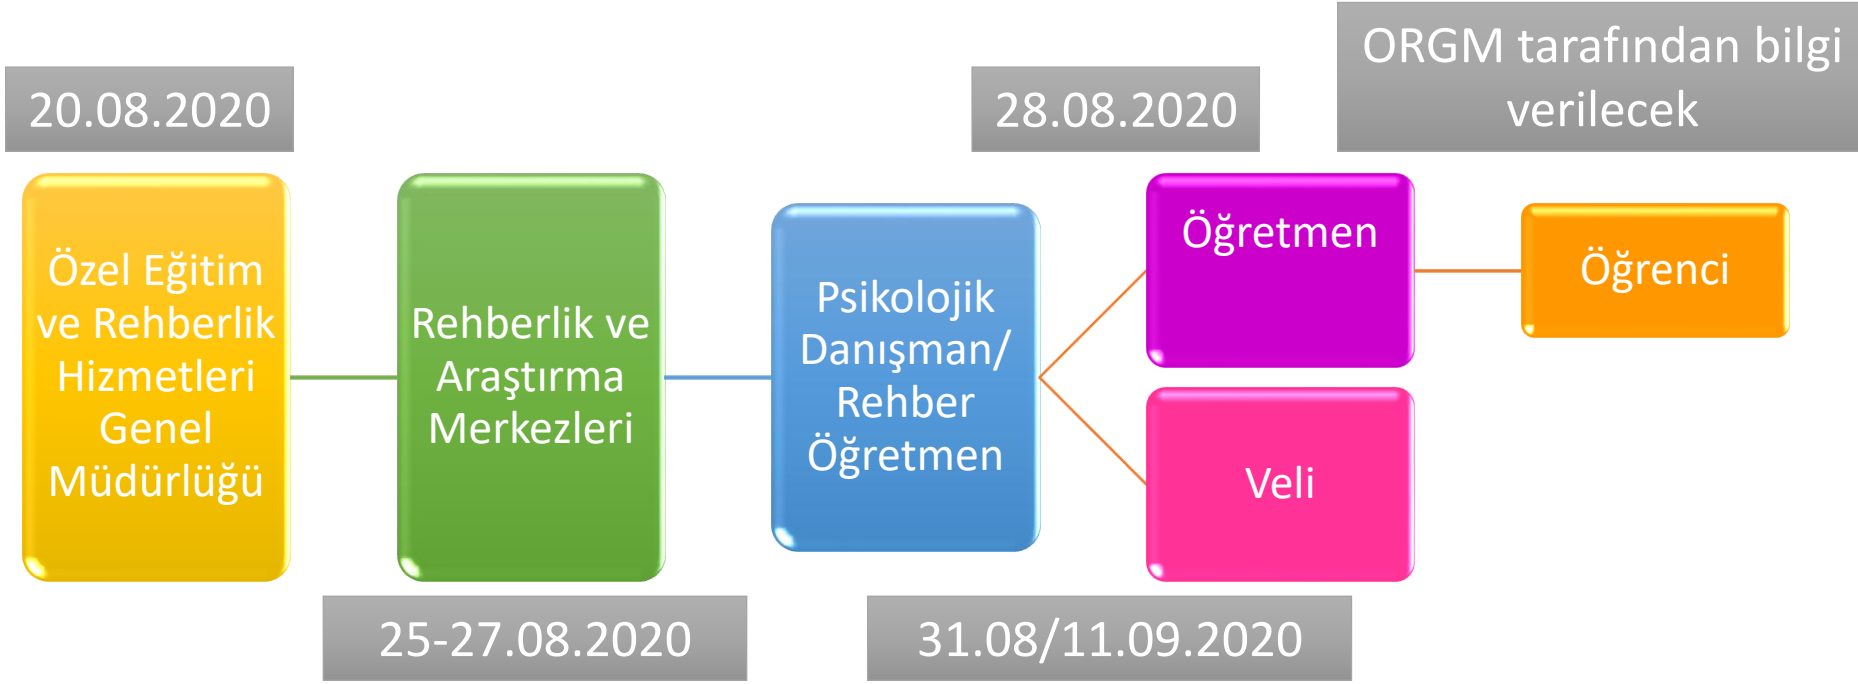 20.08.2020
Özel Eğitim
ve Rehberlik
Hizmetleri
Genel
Müdürlüğü
Rehberlik ve
Araştırma
Merkezleri
25-27.08.2020
Psikolojik
Danışman/
Rehber
Öğretmen
28.08.2020
Öğretmen
Veli
31.08/11.09.2020
ORGM tarafından bilgi
verilecek
Öğrenci